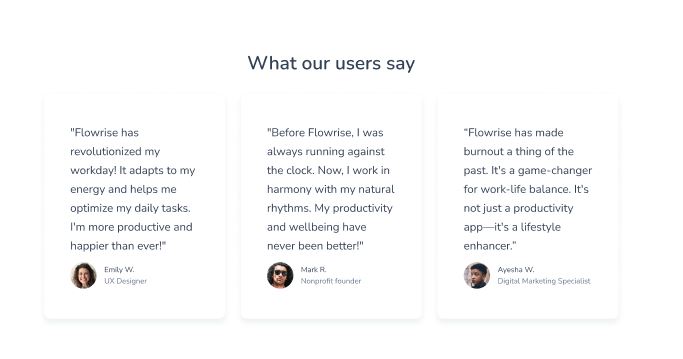 What our users say
"Flowrise has
revolutionized my
workday! It adapts to my
energy and helps me
optimize my daily tasks.
I'm more productive and
happier than ever!"
Emily W.
UX Designer
"Before Flowrise, I was
always running against
the clock. Now, I work in
harmony with my natural
rhythms. My productivity
and wellbeing have
never been better!"
Mark R.
Nonprofit founder
“Flowrise has made
burnout a thing of the
past. It's a game-changer
for work-life balance. It's
not just a productivity
app—it's a lifestyle
enhancer.”
Ayesha W.
Digital Marketing Specialist